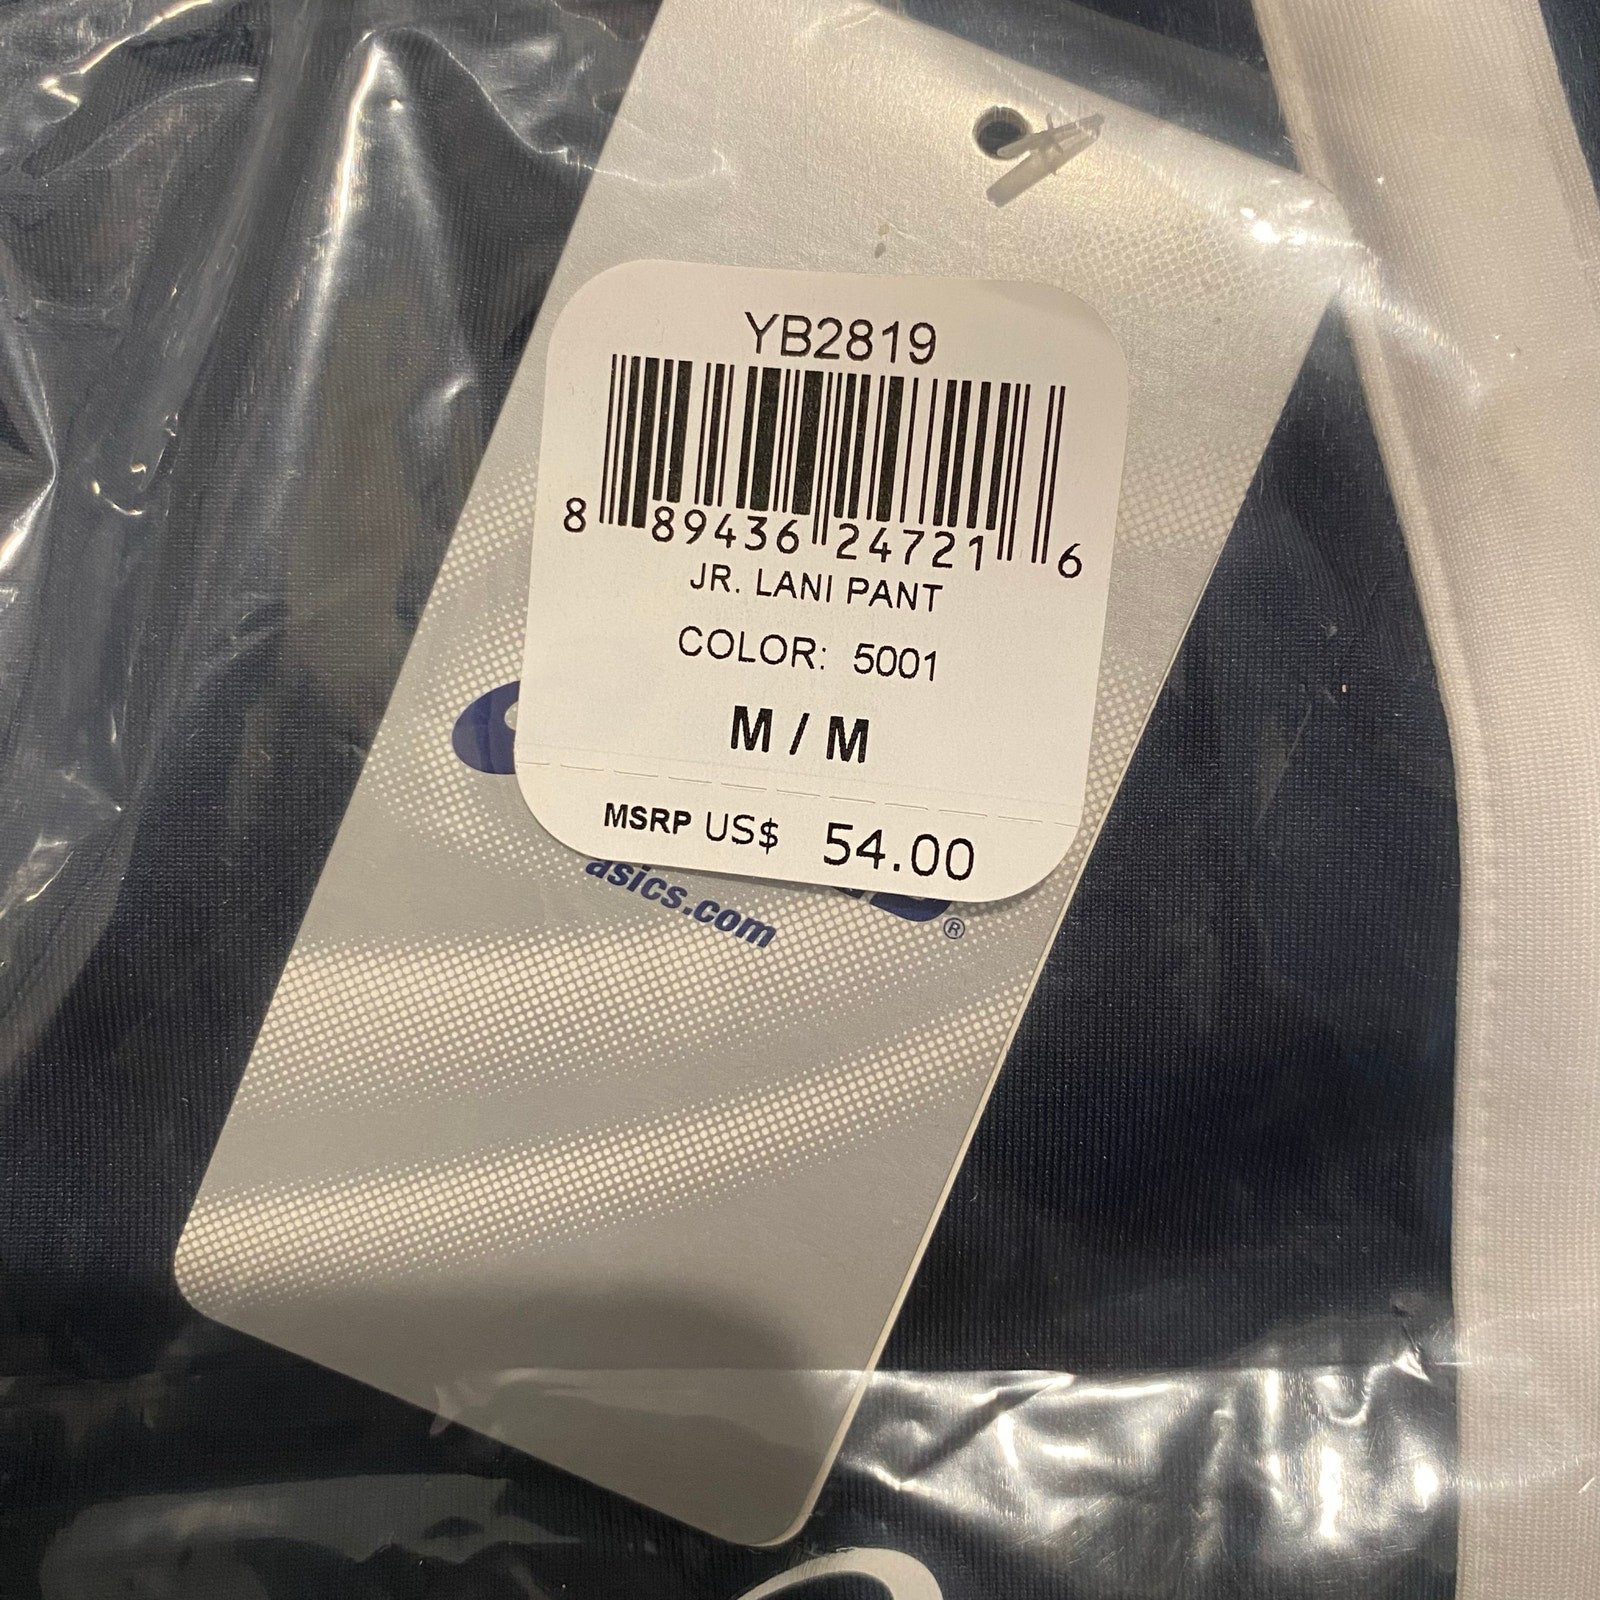 YB2819
8 89436 24721 6
JR. LANI PANT
COLOR: 5001
M / M
MSRP US$ 54.00
asics.com
®